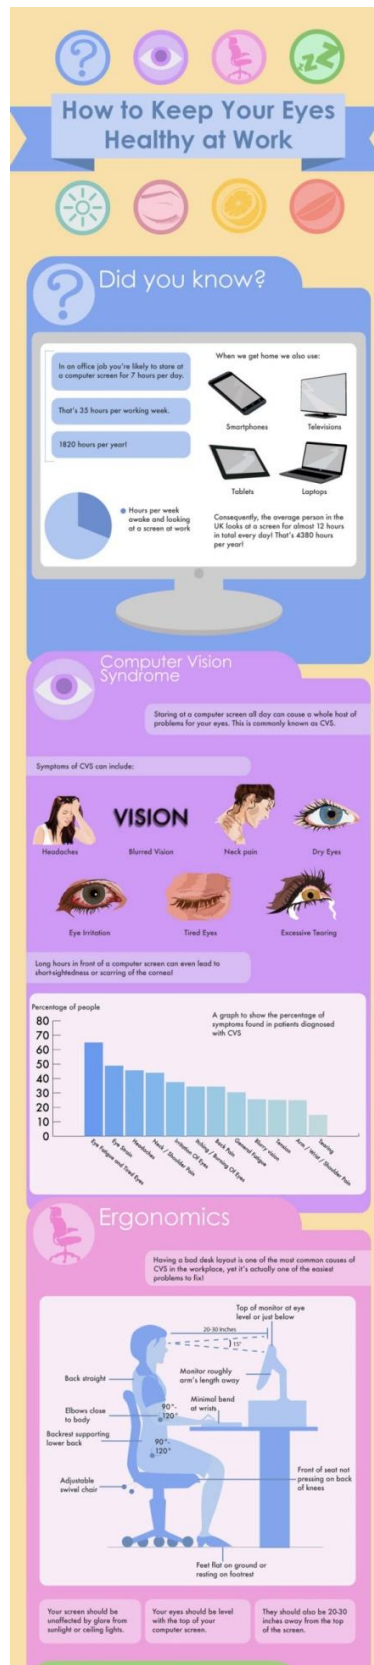 How to Keep Your Eyes
Healthy at Work
Did you know?
In an office job you're likely to stare at
a computer screen for 7 hours per day.
That's 35 hours per working week.
1820 hours per year!
Hours per week
awake and looking
at a screen at work
When we get home we also use:
Smartphones
Televisions
Tablets
Laptops
Consequently, the average person in the
UK looks at a screen for almost 12 hours
in total every day! That's 4380 hours
per year!
Computer Vision
Syndrome
Staring at a computer screen all day can cause a whole host of
problems for your eyes. This is commonly known as CVS.
Symptoms of CVS can include:
VISION
Headaches
Blurred Vision
Neck pain
Dry Eyes
Eye Irritation
Tired Eyes
Excessive Tearing
Long hours in front of a computer screen can even lead to
short-sightedness or scarring of the cornea!
Percentage of people
A graph to show the percentage of
symptoms found in patients diagnosed
with CVS
80
70
60
50
40
30
20
10
0
Eye Fatigue and Tired Eyes
Eye Strain
Headaches
Neck / Shoulder Pain
Irritation Of Eyes
Itching / Burning Of Eyes
Back Pain
General Fatigue
Blurry vision
Tension
Arm / Wrist / Shoulder Pain
Tearing
Ergonomics
Having a bad desk layout is one of the most common causes of
CVS in the workplace, yet it's actually one of the easiest
problems to fix!
Top of monitor at eye
level or just below
20-30 Inches
15°
Monitor roughly
arm's length away
Back straight
Minimal bend
at wrists
Elbows close
to body
90°-
120°
Backrest supporting
lower back
90°-
120°
Adjustable
swivel chair
Front of seat not
pressing on back
of knees
Feet flat on ground or
resting on footrest
Your screen should be
unaffected by glare from
sunlight or ceiling lights.
Your eyes should be level
with the top of your
computer screen.
They should also be 20-30
inches away from the top
of the screen.